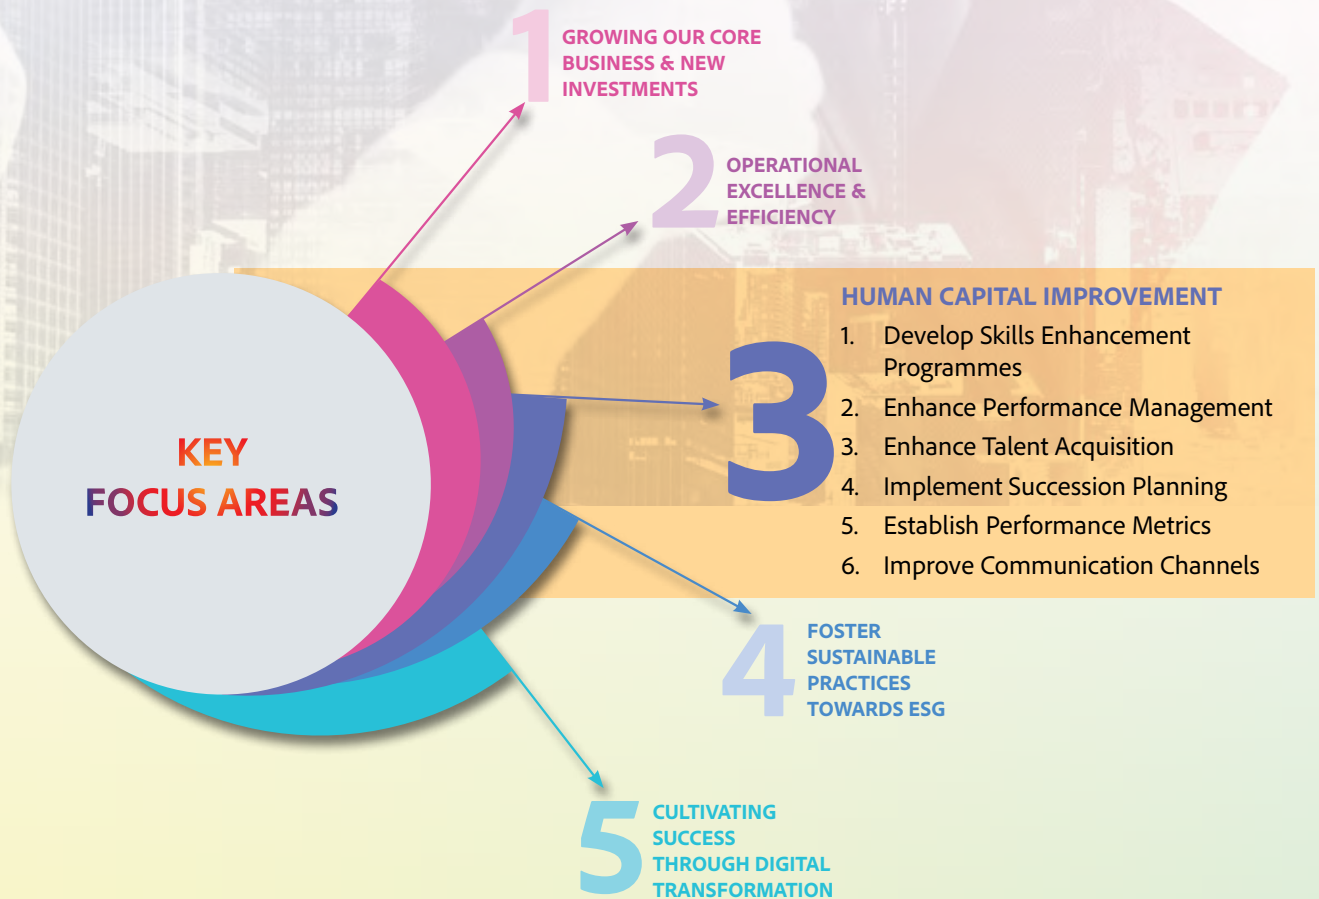 1
GROWING OUR CORE
BUSINESS & NEW
INVESTMENTS
2
OPERATIONAL
EXCELLENCE &
EFFICIENCY
KEY
FOCUS AREAS
3
HUMAN CAPITAL IMPROVEMENT
1. Develop Skills Enhancement
Programmes
2. Enhance Performance Management
3. Enhance Talent Acquisition
4. Implement Succession Planning
5. Establish Performance Metrics
6. Improve Communication Channels
4
FOSTER
SUSTAINABLE
PRACTICES
TOWARDS ESG
5
CULTIVATING
SUCCESS
THROUGH DIGITAL
TRANSFORMATION